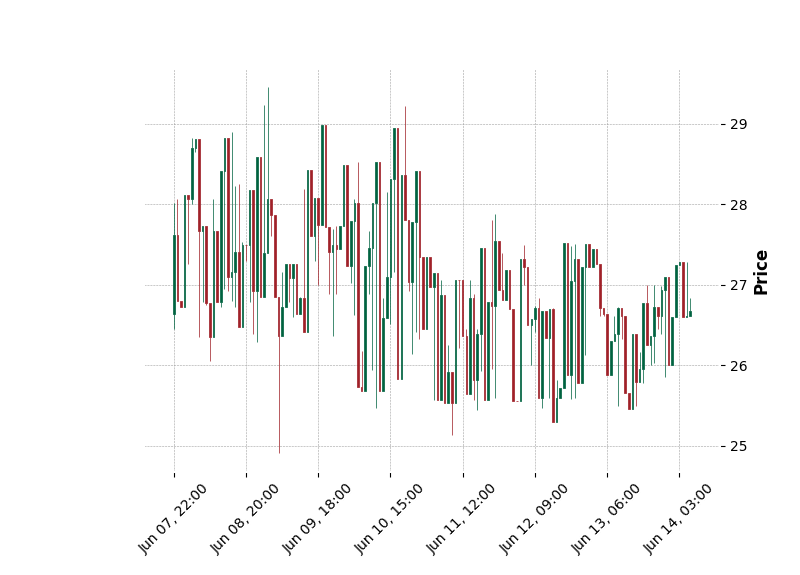 29
28
27
26
25
Price
Jun 07, 22:00
Jun 08, 20:00
Jun 09, 18:00
Jun 10, 15:00
Jun 11, 12:00
Jun 12, 09:00
Jun 13, 06:00
Jun 14, 03:00